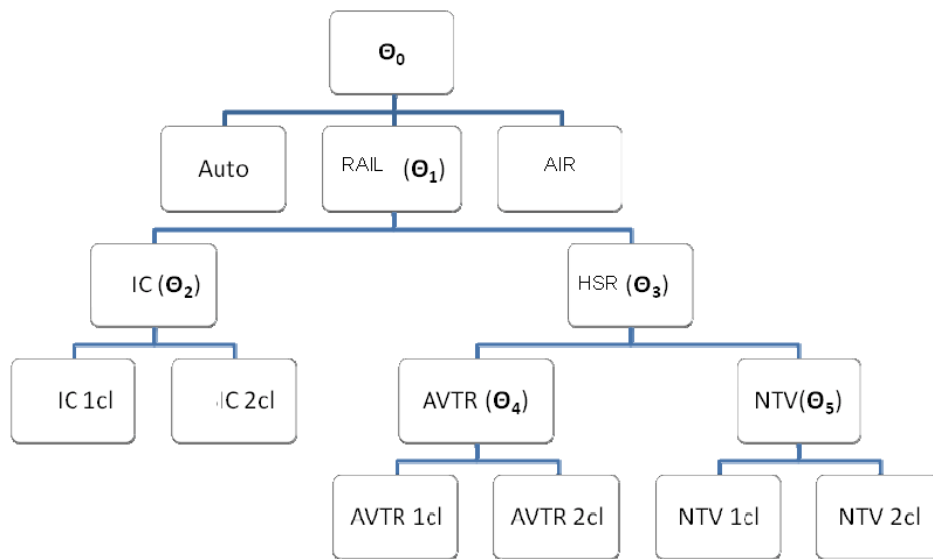 Θ₀
Auto
RAIL (Θ₁)
AIR
IC (Θ₂)
HSR (Θ₃)
IC 1cl
IC 2cl
AVTR (Θ₄)
NTV(Θ₅)
AVTR 1cl
AVTR 2cl
NTV 1cl
NTV 2cl